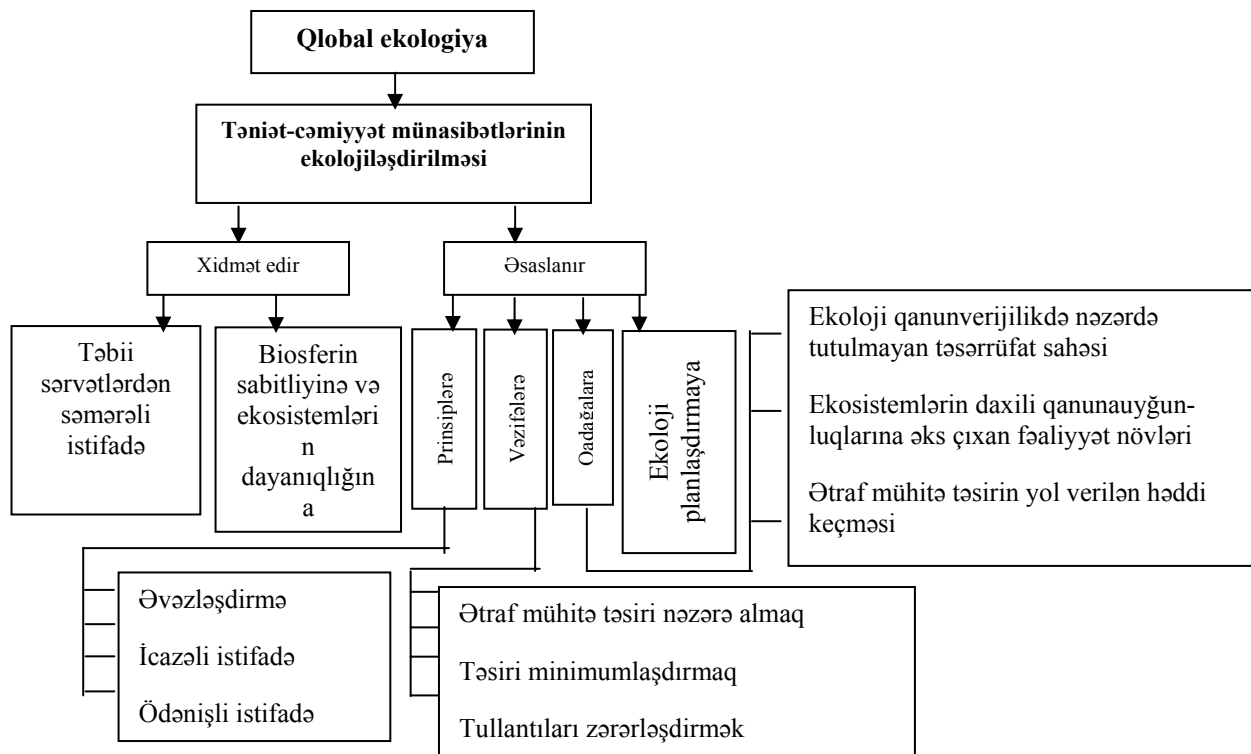 Qlobal ekologiya
Təniət-cəmiyyət münasibətlərinin
ekolojiləşdirilməsi
Xidmət edir
Əsaslanır
Təbii
sərvətlərdən
səmərəli
istifadə
Biosferin
sabitliyinə və
ekosistemləri
n
dayanıqlığın
a
Prinsiplərə
Vəzifələrə
Oadağalara
Ekoloji
planlaşdırmaya
Ekoloji qanunverijilikdə nəzərdə
tutulmayan təsərrüfat sahəsi
Ekosistemlərin daxili qanunauyğun-
luqlarına əks çıxan fəaliyyət növləri
Ətraf mühitə təsirin yol verilən həddi
keçməsi
Əvəzləşdirmə
İcazəli istifadə
Ödənişli istifadə
Ətraf mühitə təsiri nəzərə almaq
Təsiri minimumlaşdırmaq
Tullantıları zərərləşdirmək